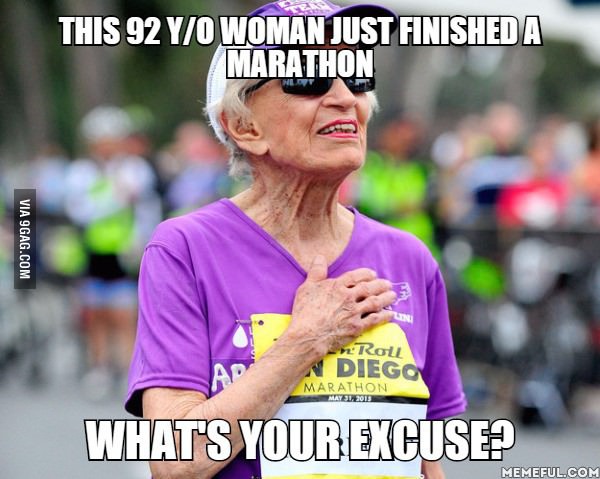 THIS 92 Y/O WOMAN JUST FINISHED A
MARATHON
VIA 9GAG.COM
TEAM
n'Roll
N DIEGO
MARATHON
MAY 31, 2015
WHAT'S YOUR EXCUSE?
MEMEFUL.COM